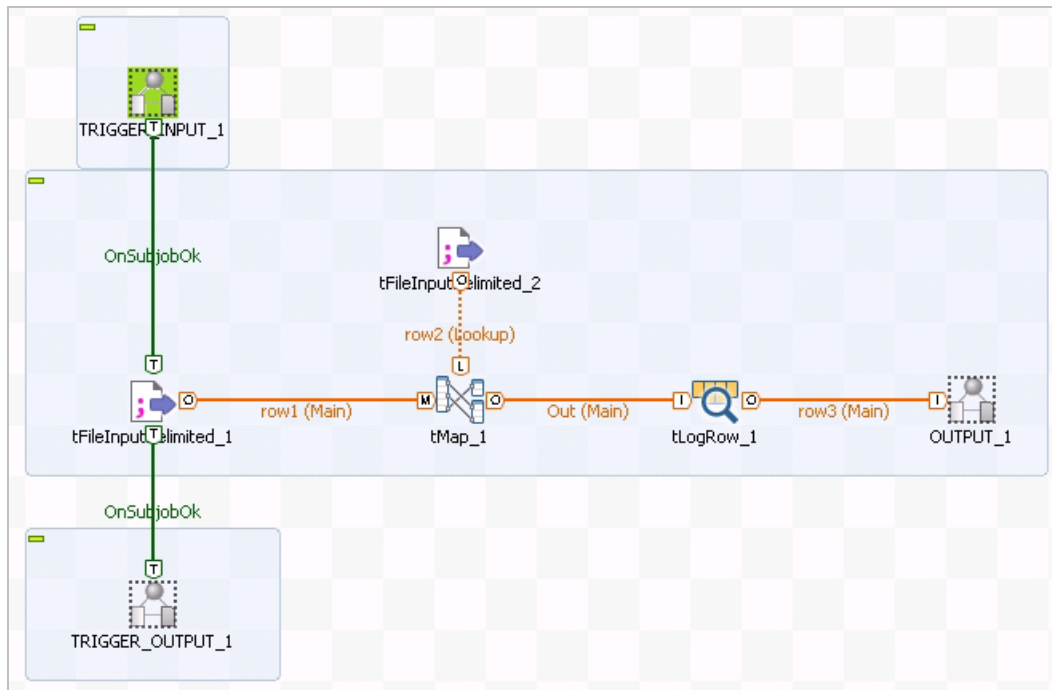 TRIGGER_INPUT_1
T
OnSubjobOk
tFileInputDelimited_2
O
row2 (Lookup)
T
L
O
row1 (Main)
M
O
Out (Main)
I
O
row3 (Main)
I
tFileInputDelimited_1
T
tMap_1
tLogRow_1
OUTPUT_1
OnSubjobOk
T
TRIGGER_OUTPUT_1